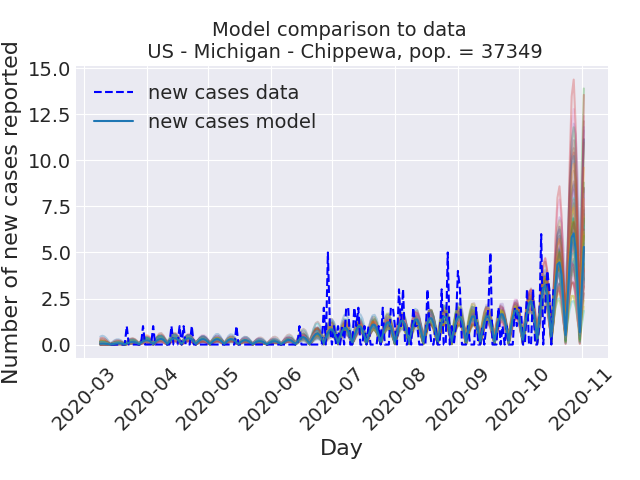 Model comparison to data
US - Michigan - Chippewa, pop. = 37349
Number of new cases reported
15.0
12.5
10.0
7.5
5.0
2.5
0.0
new cases data
new cases model
2020-03
2020-04
2020-05
2020-06
2020-07
2020-08
2020-09
2020-10
2020-11
Day